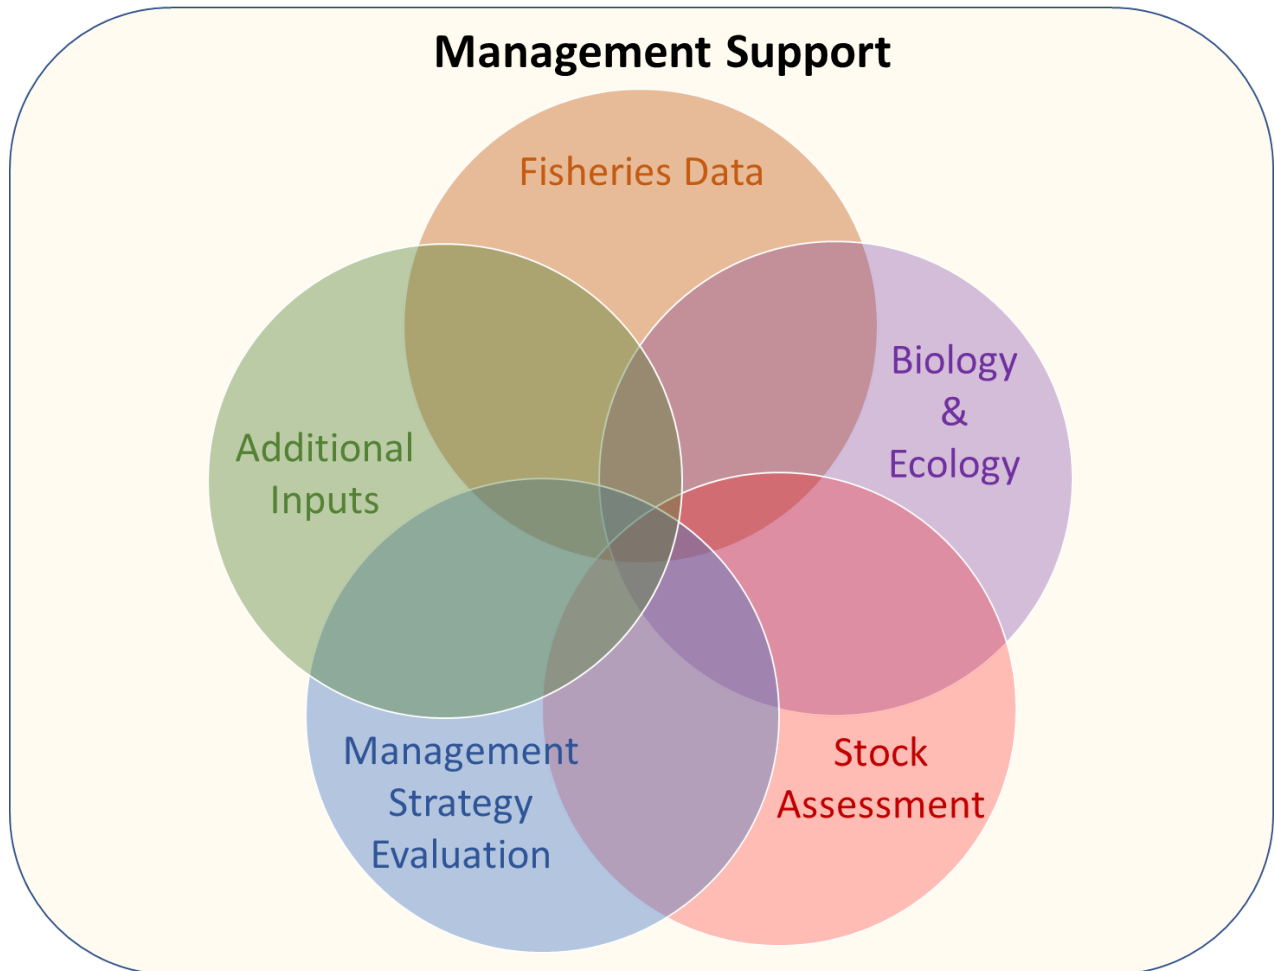 Management Support
Fisheries Data
Biology
&
Ecology
Additional
Inputs
Management
Strategy
Evaluation
Stock
Assessment